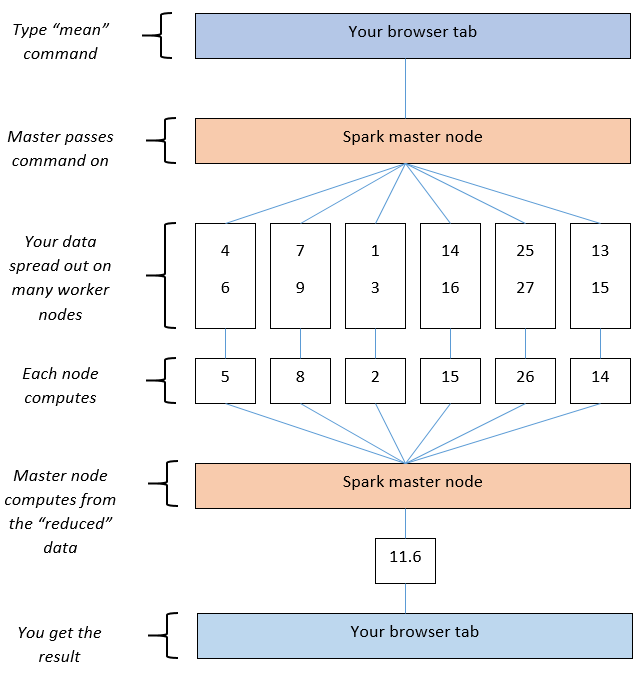 Type “mean”
command
Your browser tab
Master passes
command on
Spark master node
Your data
spread out on
many worker
nodes
4 7 1 14 25 13
6 9 3 16 27 15
Each node
computes
5 8 2 15 26 14
Master node
computes from
the “reduced”
data
Spark master node
11.6
You get the
result
Your browser tab